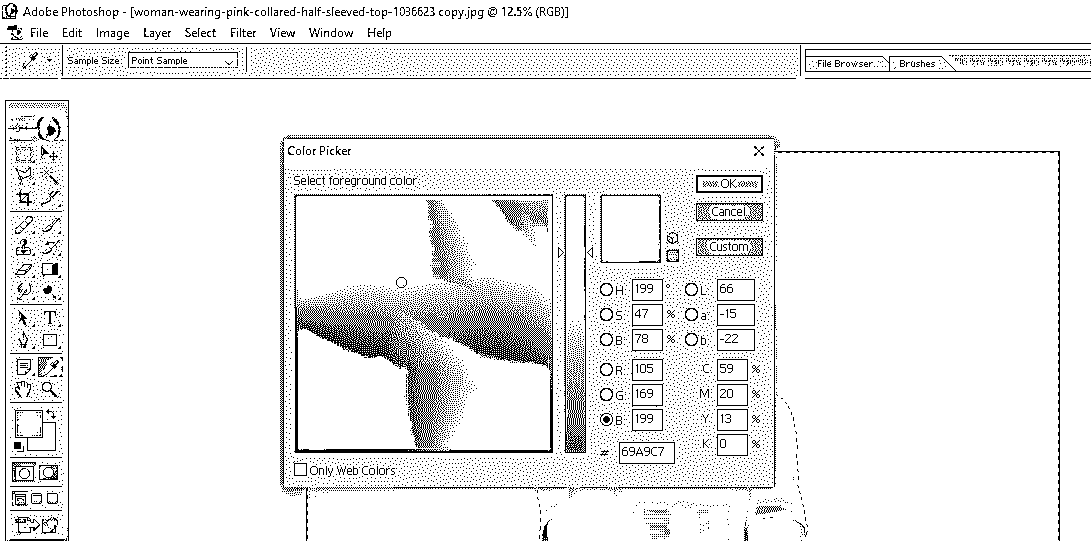 Adobe Photoshop - [woman-wearing-pink-collared-half-sleeved-top-1036623 copy.jpg @ 12.5% (RGB)]
File Edit Image Layer Select Filter View Window Help
Sample Size: Point Sample
File Browser Brushes
Color Picker
Select foreground color:
OK
Cancel
Custom
H: 199 °
S: 47 %
B: 78 %
R: 105
G: 169
B: 199
# 69A9C7
L: 66
a: -15
b: -22
C: 59 %
M: 20 %
Y: 13 %
K: 0 %
Only Web Colors